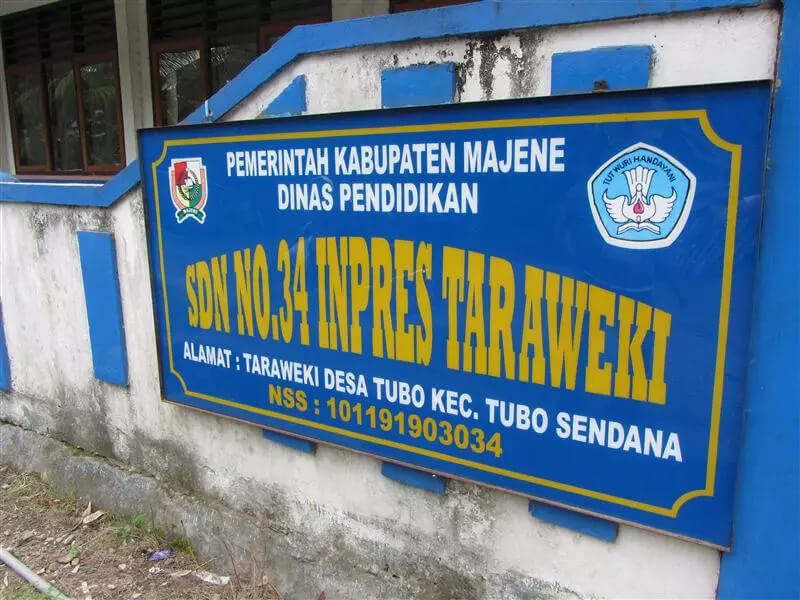 PEMERINTAH KABUPATEN MAJENE
DINAS PENDIDIKAN
MAJENE
TUT WURI HANDAYANI
SDN NO.34 INPRES TARAWEKI
ALAMAT : TARAWEKI DESA TUBO KEC. TUBO SENDANA
NSS : 101191903034